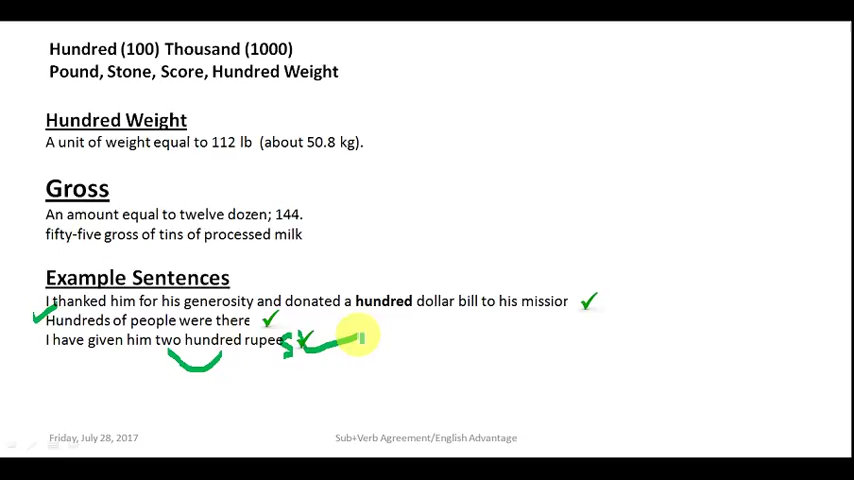 Hundred (100) Thousand (1000)
Pound, Stone, Score, Hundred Weight
Hundred Weight
A unit of weight equal to 112 lb (about 50.8 kg).
Gross
An amount equal to twelve dozen; 144.
fifty-five gross of tins of processed milk
Example Sentences
I thanked him for his generosity and donated a hundred dollar bill to his missior
Hundreds of people were there
I have given him two hundred rupees
Friday, July 28, 2017
Sub+Verb Agreement/English Advantage